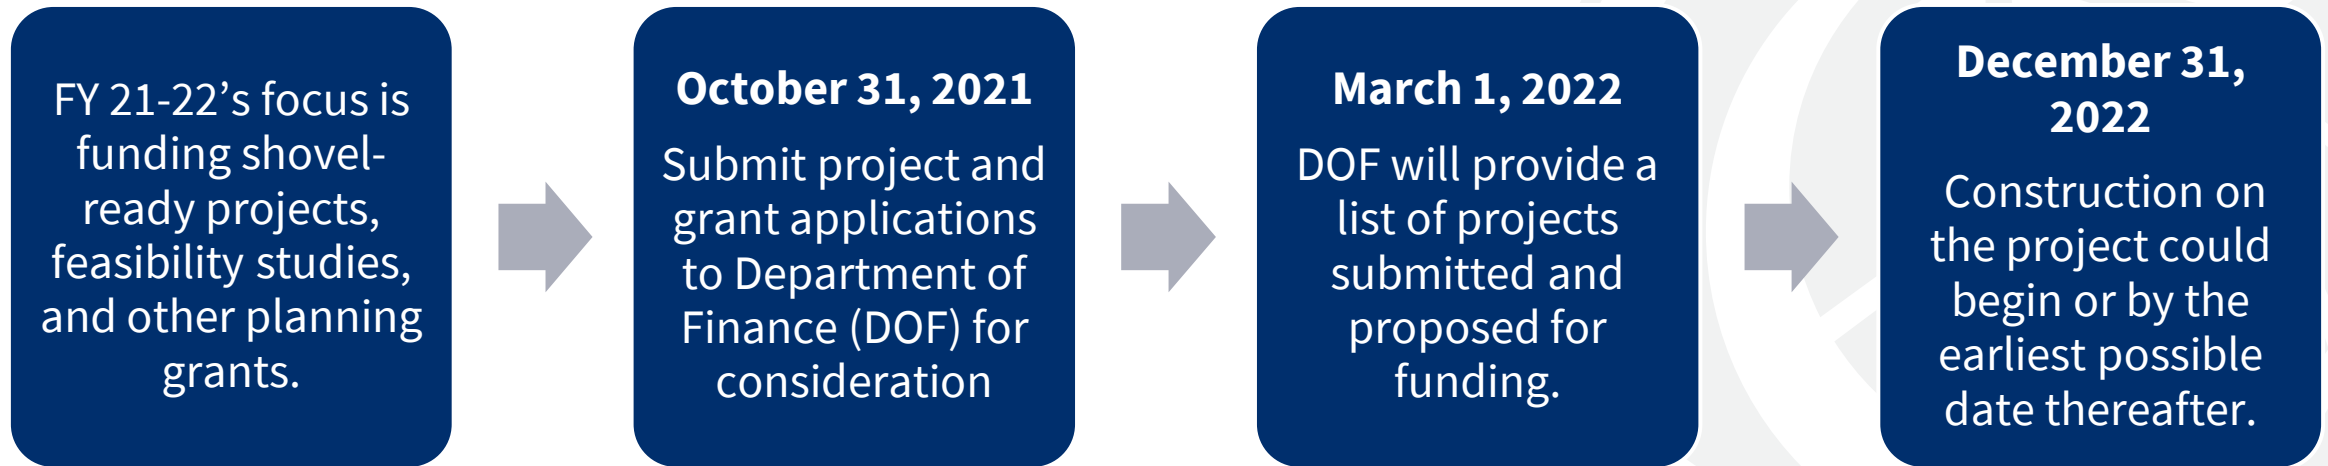 FY 21-22’s focus is
funding shovel-
ready projects,
feasibility studies,
and other planning
grants.
October 31, 2021
Submit project and
grant applications
to Department of
Finance (DOF) for
consideration
March 1, 2022
DOF will provide a
list of projects
submitted and
proposed for
funding.
December 31,
2022
Construction on
the project could
begin or by the
earliest possible
date thereafter.